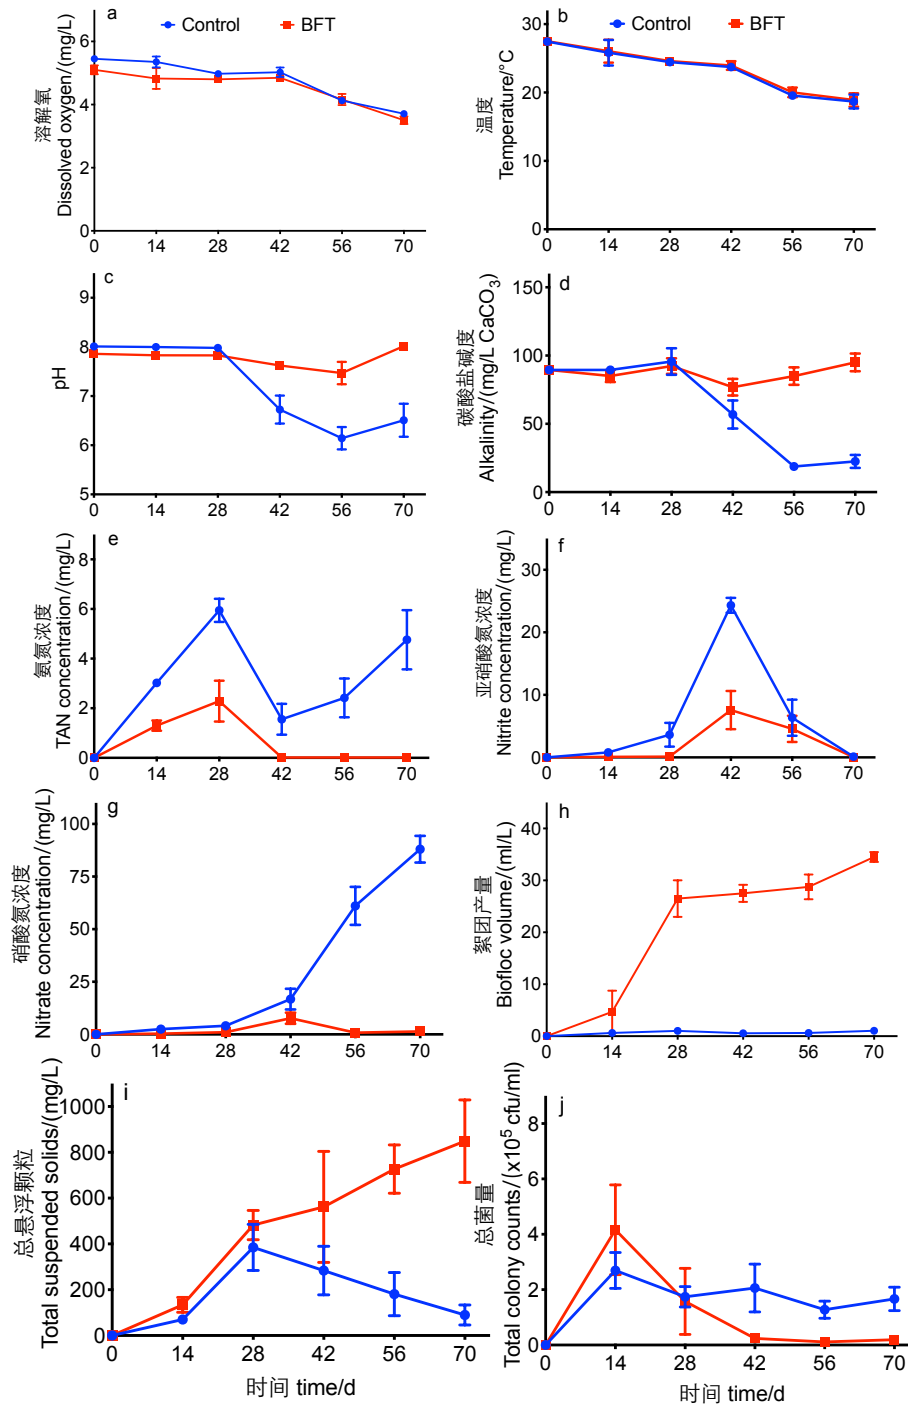 a
Control
BFT
溶解氧
Dissolved oxygen/(mg/L)
6
4
2
0
0 14 28 42 56 70
b
Control
BFT
温度
Temperature/°C
30
20
10
0
0 14 28 42 56 70
c
pH
9
8
7
6
5
0 14 28 42 56 70
d
碳酸盐碱度
Alkalinity/(mg/L CaCO₃)
150
100
50
0
0 14 28 42 56 70
e
氨氮浓度
TAN concentration/(mg/L)
8
6
4
2
0
0 14 28 42 56 70
f
亚硝酸氮浓度
Nitrite concentration/(mg/L)
30
20
10
0
0 14 28 42 56 70
g
硝酸氮浓度
Nitrate concentration/(mg/L)
100
75
50
25
0
0 14 28 42 56 70
h
絮团产量
Biofloc volume/(ml/L)
40
30
20
10
0
0 14 28 42 56 70
i
总悬浮颗粒
Total suspended solids/(mg/L)
1000
800
600
400
200
0
0 14 28 42 56 70
时间 time/d
j
总菌量
Total colony counts/(x10⁵ cfu/ml)
8
6
4
2
0
0 14 28 42 56 70
时间 time/d